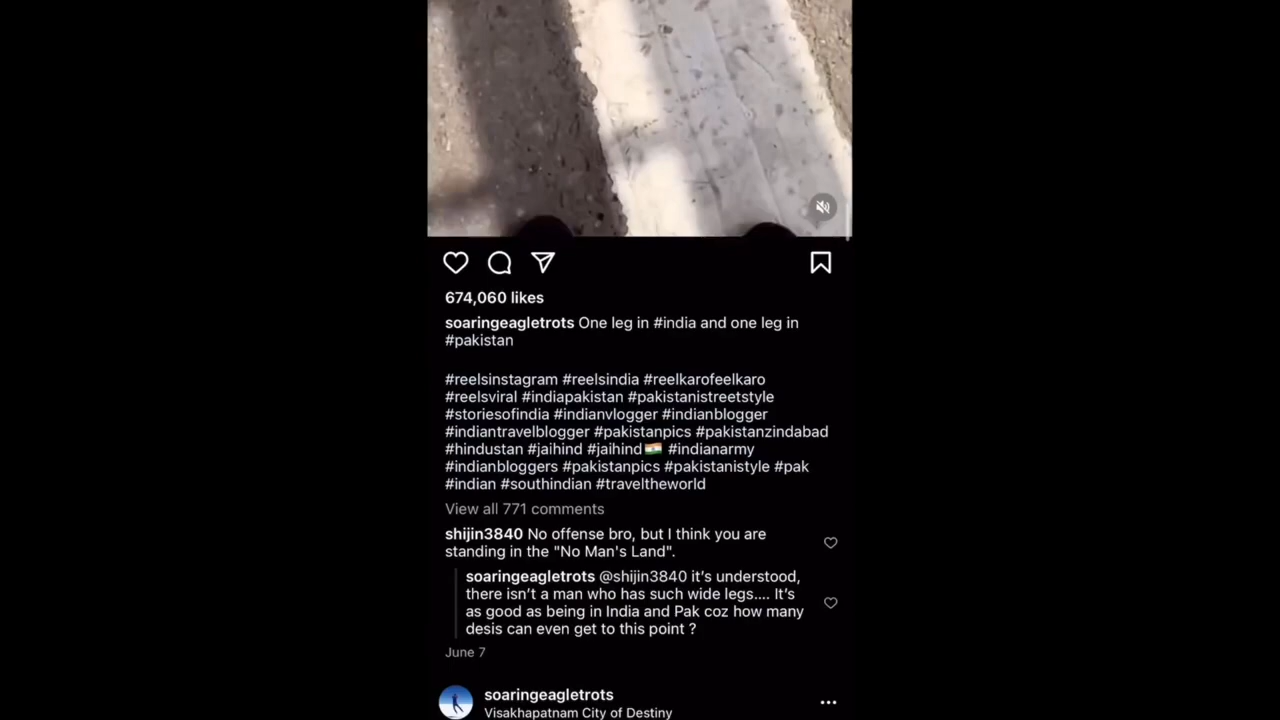 674,060 likes
soaringeagletrots One leg in #india and one leg in
#pakistan
#reelsinstagram #reelsindia #reelkarofeelkaro
#reelsviral #indiapakistan #pakistanistreetstyle
#storiesofindia #indianvlogger #indianblogger
#indiantravelblogger #pakistanpics #pakistanzindabad
#hindustan #jaihind #jaihind🇮🇳 #indianarmy
#indianbloggers #pakistanpics #pakistanistyle #pak
#indian #southindian #traveltheworld
View all 771 comments
shijin3840 No offense bro, but I think you are
standing in the "No Man's Land".
soaringeagletrots @shijin3840 it's understood,
there isn't a man who has such wide legs.... It's
as good as being in India and Pak coz how many
desis can even get to this point ?
June 7
soaringeagletrots
Visakhapatnam City of Destiny